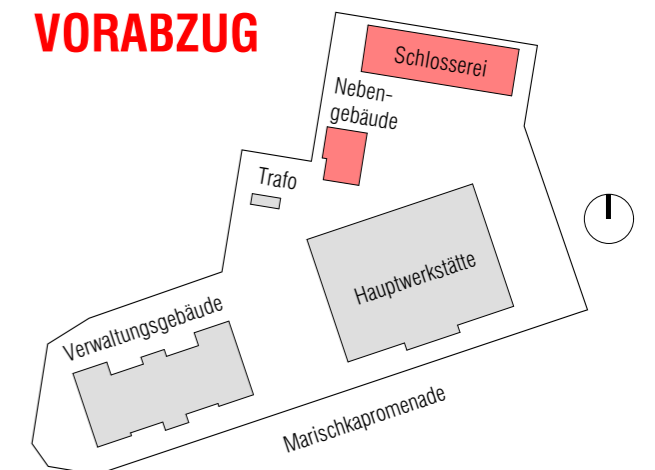 VORABZUG
Schlosserei
Neben-
gebäude
Trafo
Hauptwerkstätte
Verwaltungsgebäude
Marischkapromenade